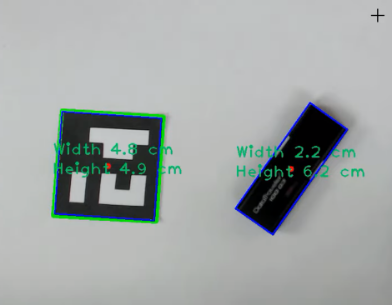 Width 4.8 cm
Height 4.9 cm
Width 2.2 cm
Height 6.2 cm